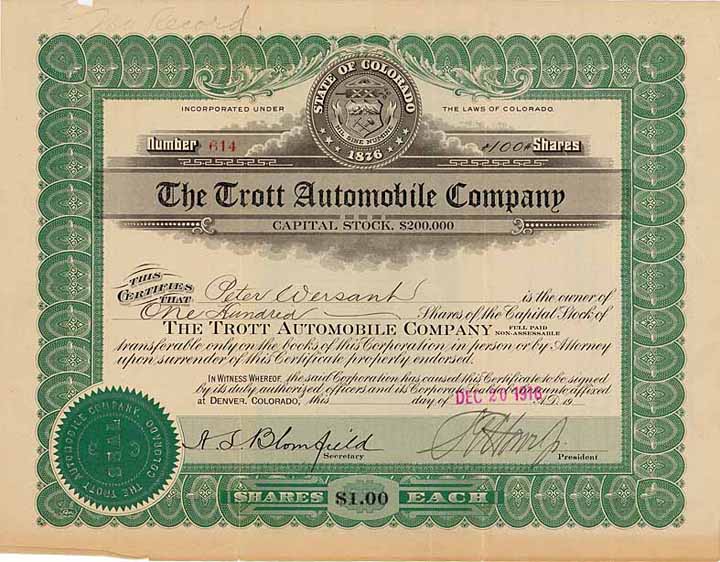 No Record.
STATE OF COLORADO
NIL SINE NUMINE
1876
INCORPORATED UNDER THE LAWS OF COLORADO.
Number 614 100 Shares
The Trott Automobile Company
CAPITAL STOCK, $200,000
THIS CERTIFIES THAT Peter is the owner of
One Hundred Shares of the Capital Stock of
THE TROTT AUTOMOBILE COMPANY FULL PAID NON-ASSESSABLE
transferable only on the books of this Corporation in person or by Attorney
upon surrender of this Certificate properly endorsed.
IN WITNESS WHEREOF, the said Corporation has caused this Certificate to be signed
by its duly authorized officers and its Corporate Seal to be hereunto affixed
at DENVER, COLORADO, this day of DEC 20 1916 A.D. 19
A. S. Blomfield
Secretary President
THE TROTT AUTOMOBILE COMPANY. COLORADO
SEAL
SHARES $1.00 EACH